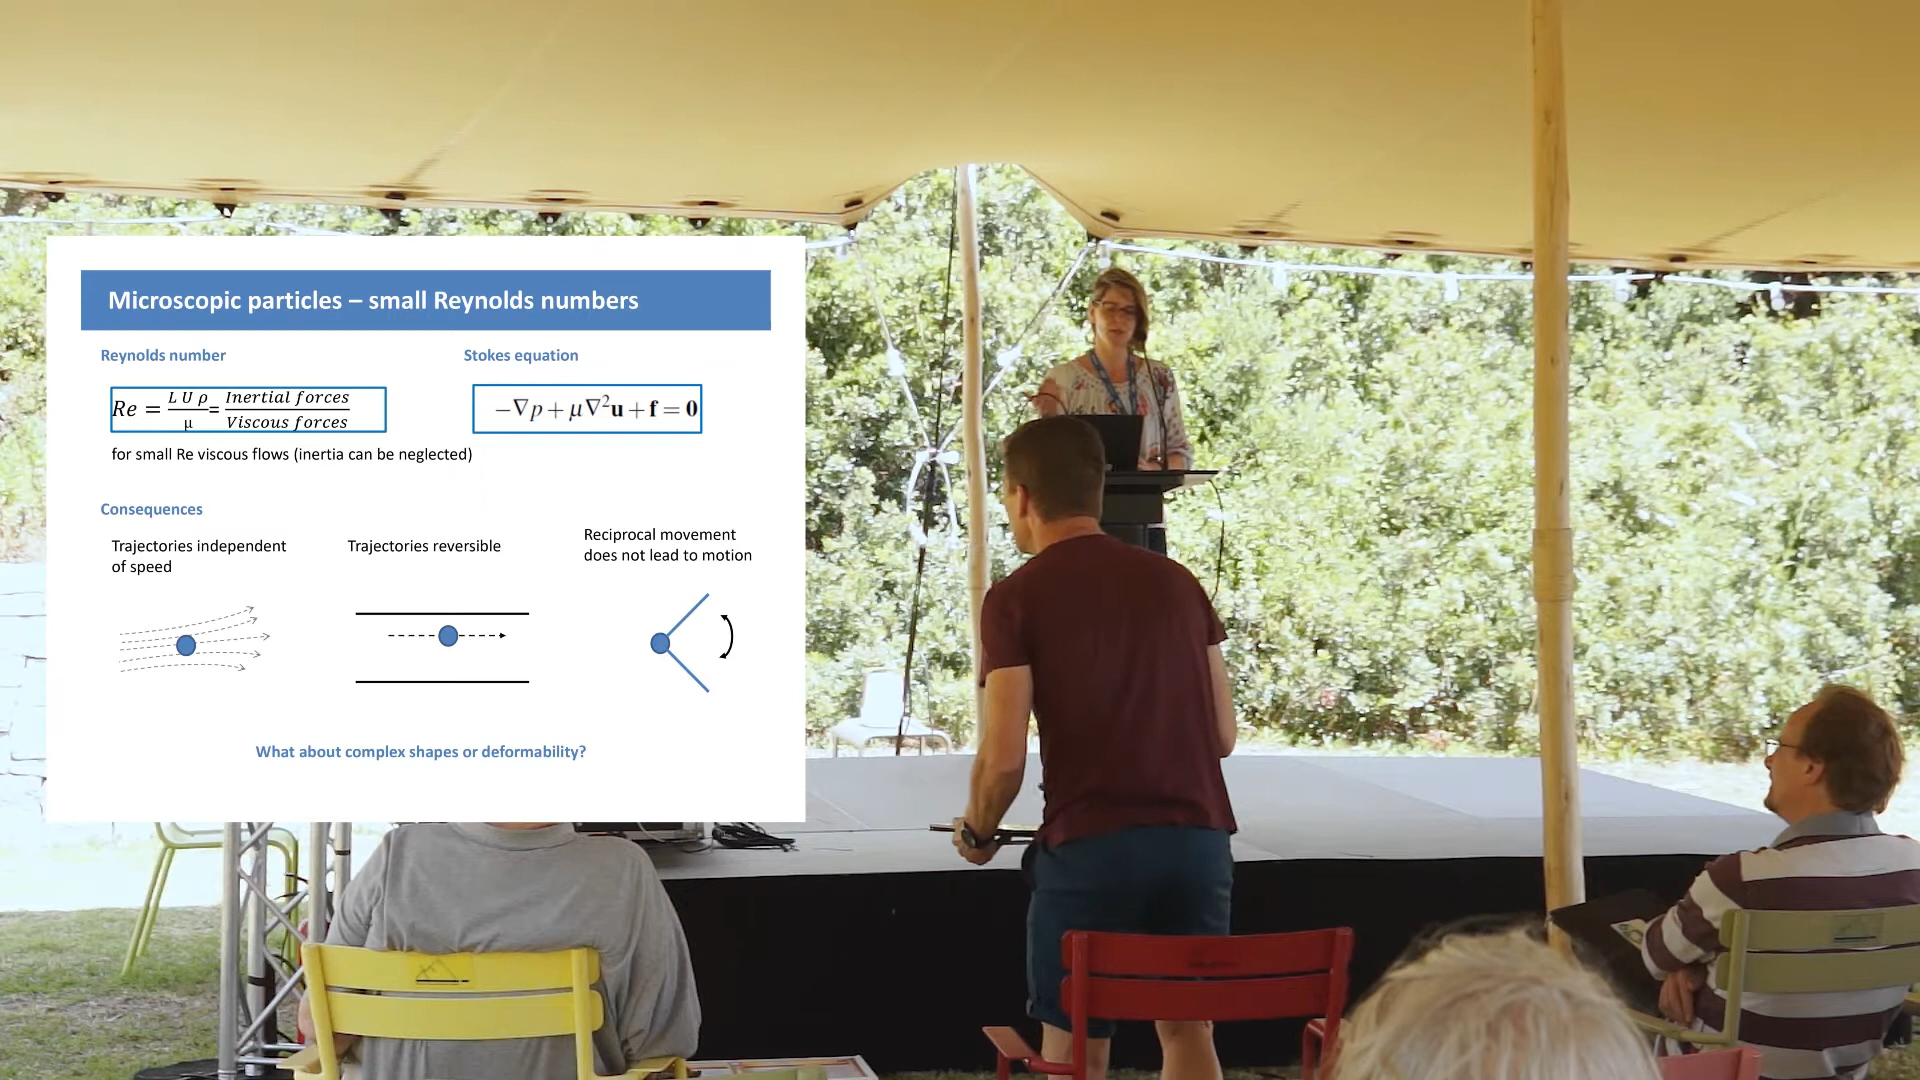 Microscopic particles – small Reynolds numbers
Reynolds number
Stokes equation
Re = L U ρ / μ = Inertial forces / Viscous forces
−∇p + μ∇²u + f = 0
for small Re viscous flows (inertia can be neglected)
Consequences
Trajectories independent
of speed
Trajectories reversible
Reciprocal movement
does not lead to motion
What about complex shapes or deformability?